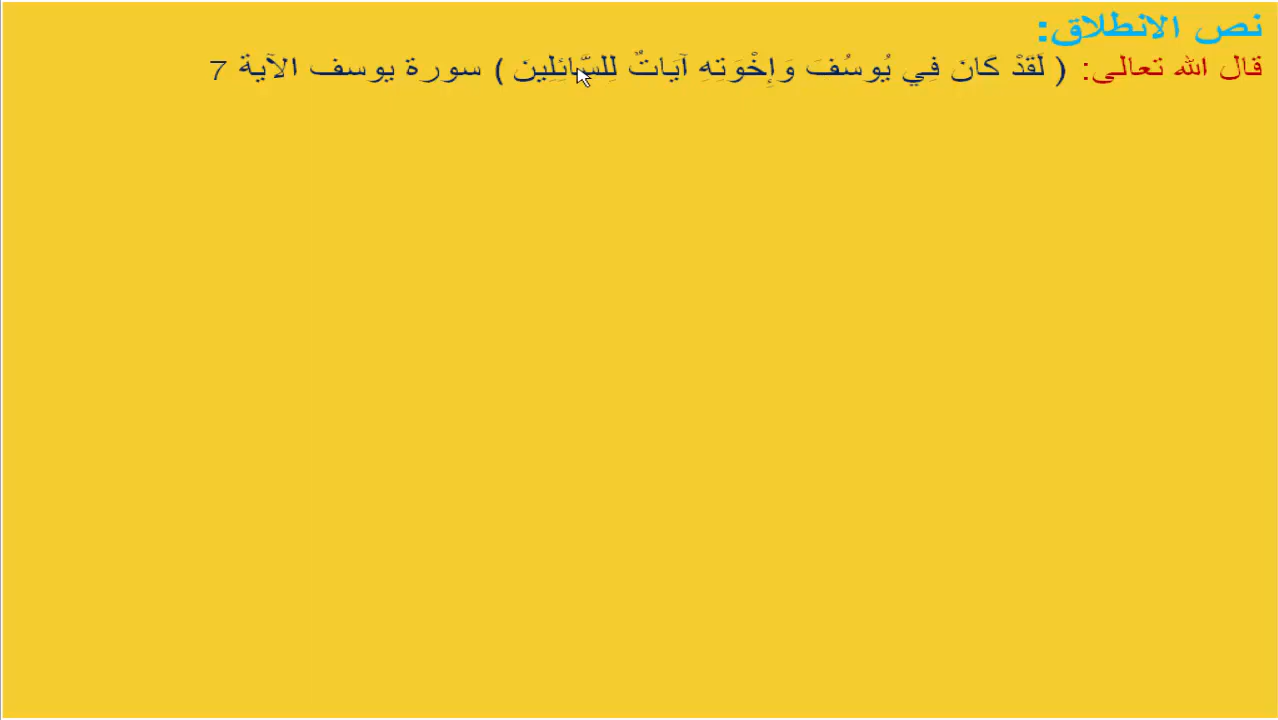 نص الانطلاق:
قال الله تعالى: ( لَقَدْ كَانَ فِي يُوسُفَ وَإِخْوَتِهِ آيَاتٌ لِلسَّائِلِينَ ) سورة يوسف الآية 7